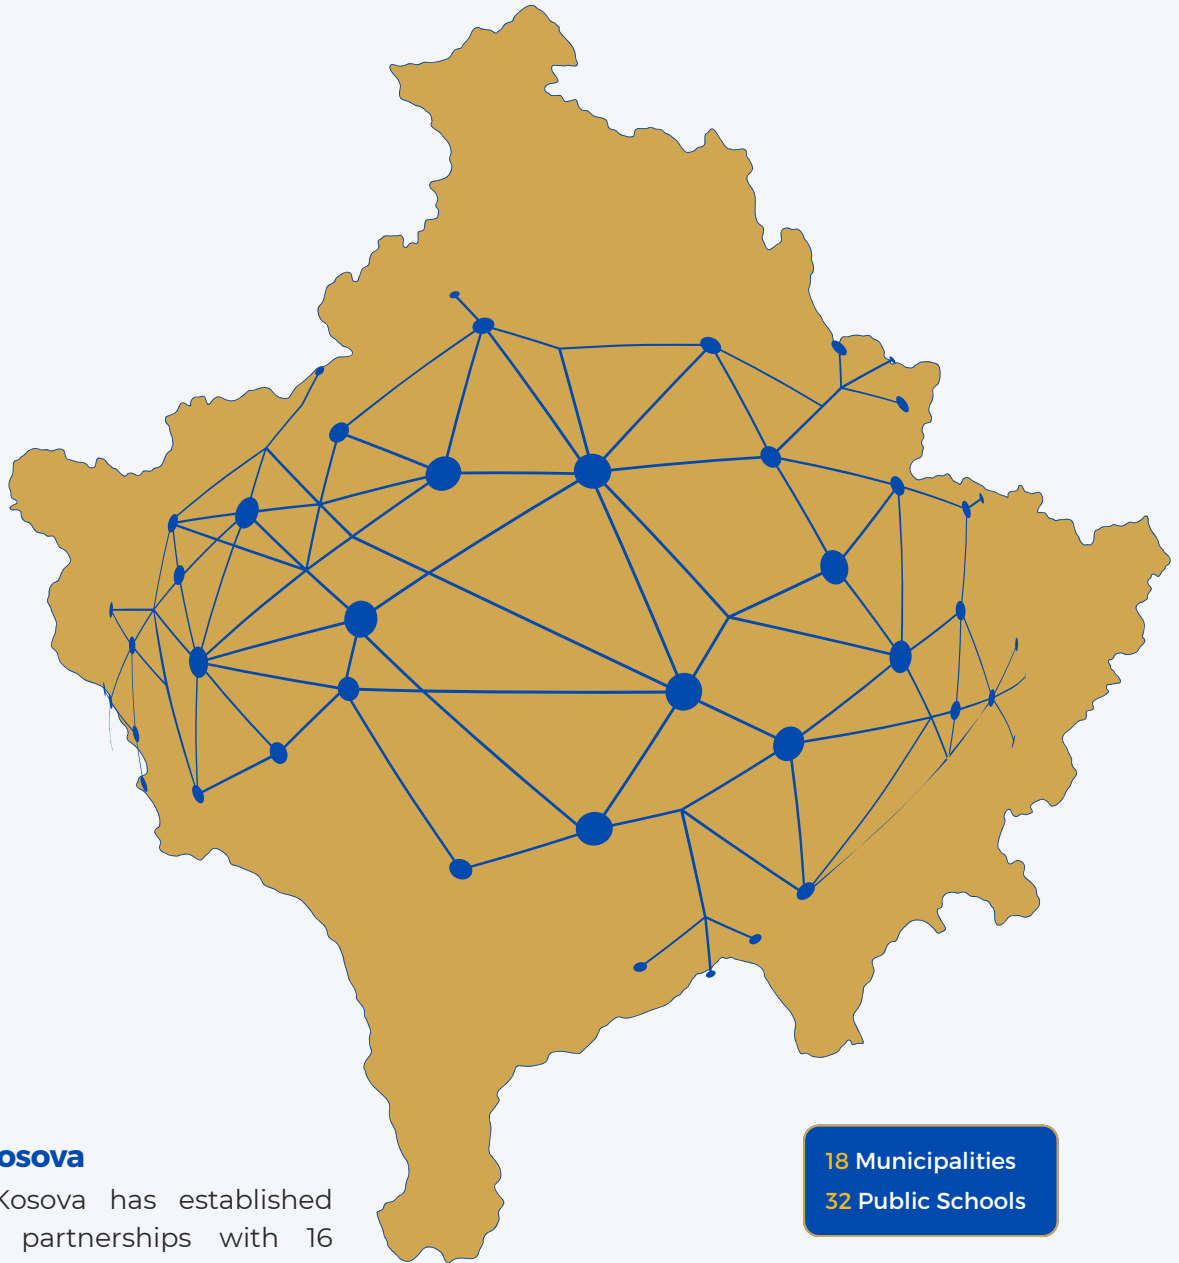 osova
Kosova has established
partnerships with 16
18 Municipalities
32 Public Schools